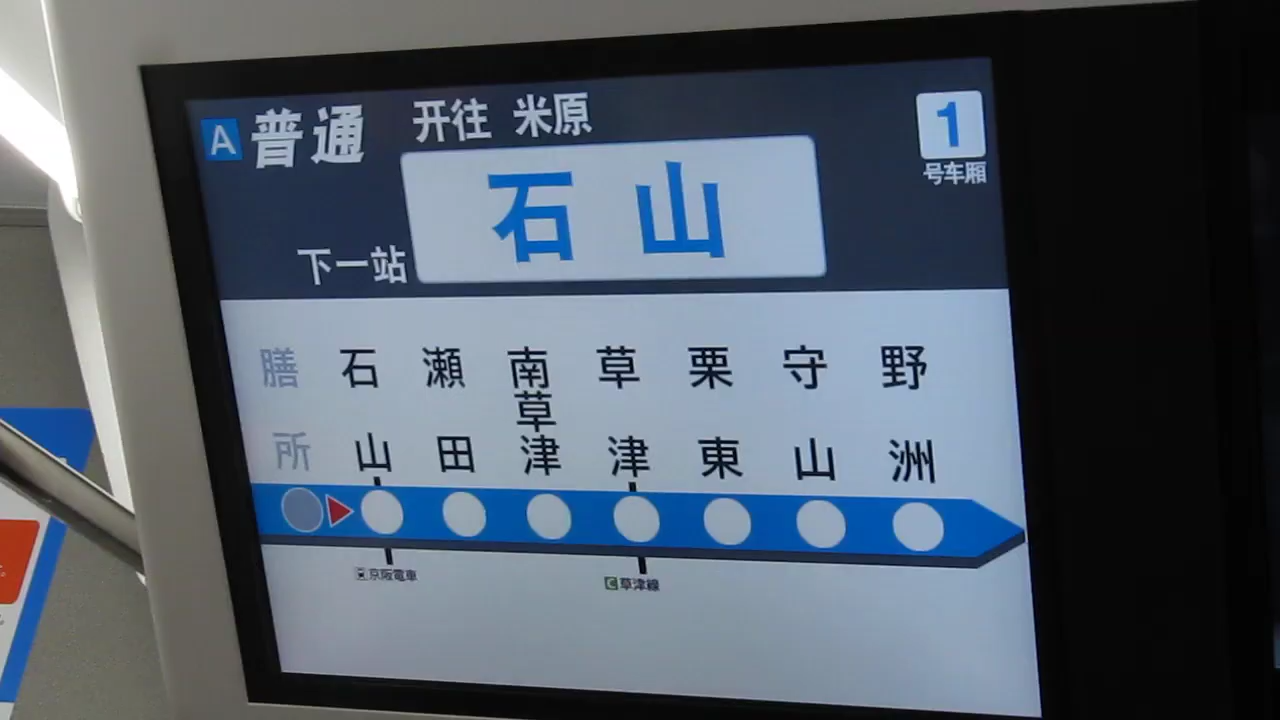 A 普通 开往 米原 1
号车厢
下一站 石山
膳所 石山 瀬田 南草津 草津 栗東 守山 野洲
京阪電車 C草津線